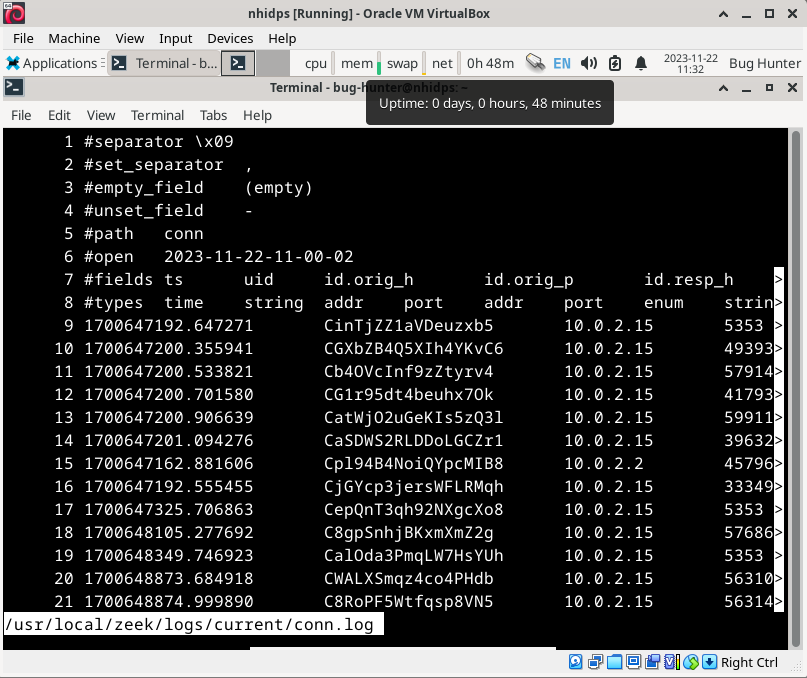 nhidps [Running] - Oracle VM VirtualBox
File Machine View Input Devices Help
Applications Terminal - b... cpu mem swap net 0h 48m EN 2023-11-22 11:32 Bug Hunter
Terminal - bug-hunter@nhidps: ~
Uptime: 0 days, 0 hours, 48 minutes
File Edit View Terminal Tabs Help
1 #separator \x09
2 #set_separator ,
3 #empty_field (empty)
4 #unset_field -
5 #path conn
6 #open 2023-11-22-11-00-02
7 #fields ts uid id.orig_h id.orig_p id.resp_h >
8 #types time string addr port addr port enum strin>
9 1700647192.647271 CinTjZZ1aVDeuzxb5 10.0.2.15 5353 >
10 1700647200.355941 CGXbZB4Q5XIh4YKvC6 10.0.2.15 49393>
11 1700647200.533821 Cb4OVcInf9zZtyrv4 10.0.2.15 57914>
12 1700647200.701580 CG1r95dt4beuhx7Ok 10.0.2.15 41793>
13 1700647200.906639 CatWjO2uGeKIs5zQ3l 10.0.2.15 59911>
14 1700647201.094276 CaSDWS2RLDDoLGCZr1 10.0.2.15 39632>
15 1700647162.881606 Cpl94B4NoiQYpcMIB8 10.0.2.2 45796>
16 1700647192.555455 CjGYcp3jersWFLRMqh 10.0.2.15 33349>
17 1700647325.706863 CepQnT3qh92NXgcXo8 10.0.2.15 5353 >
18 1700648105.277692 C8gpSnhjBKxmXmZ2g 10.0.2.15 57686>
19 1700648349.746923 CalOda3PmqLW7HsYUh 10.0.2.15 5353 >
20 1700648873.684918 CWALXSmqz4co4PHdb 10.0.2.15 56310>
21 1700648874.999890 C8RoPF5Wtfqsp8VN5 10.0.2.15 56314>
/usr/local/zeek/logs/current/conn.log
Right Ctrl